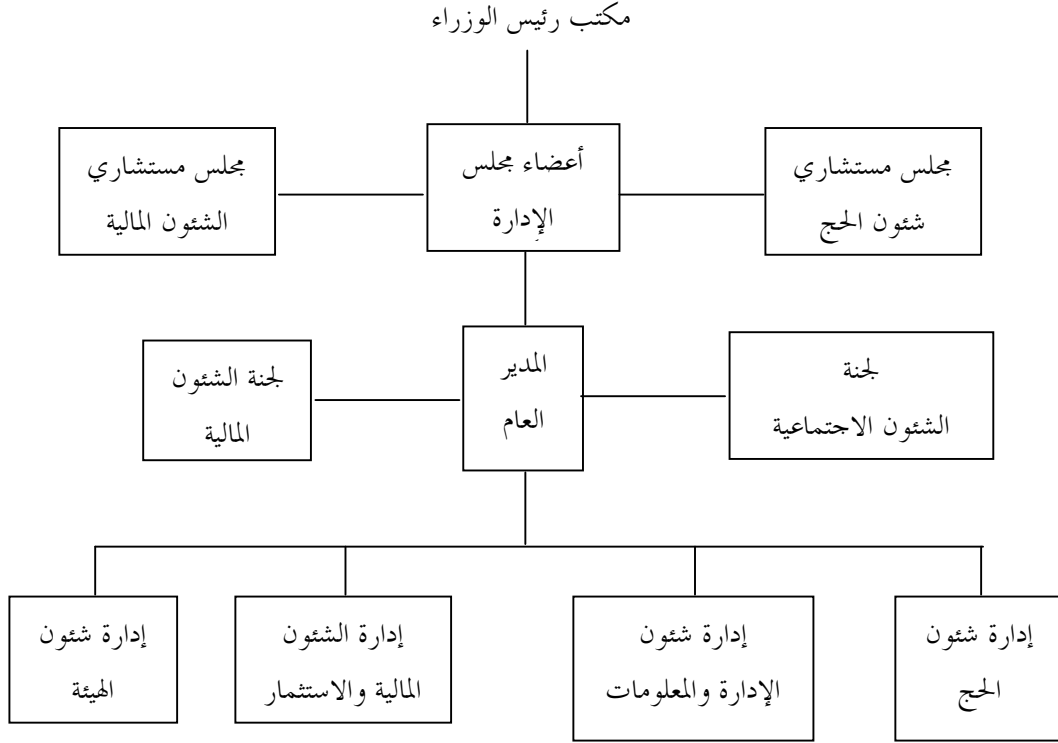 مكتب رئيس الوزراء
مجلس مستشاري
شئون الحج
أعضاء مجلس
الإدارة
مجلس مستشاري
الشئون المالية
لجنة
الشئون الاجتماعية
المدير
العام
لجنة الشئون
المالية
إدارة شئون
الحج
إدارة شئون
الإدارة والمعلومات
إدارة الشئون
المالية والاستثمار
إدارة شئون
الهيئة